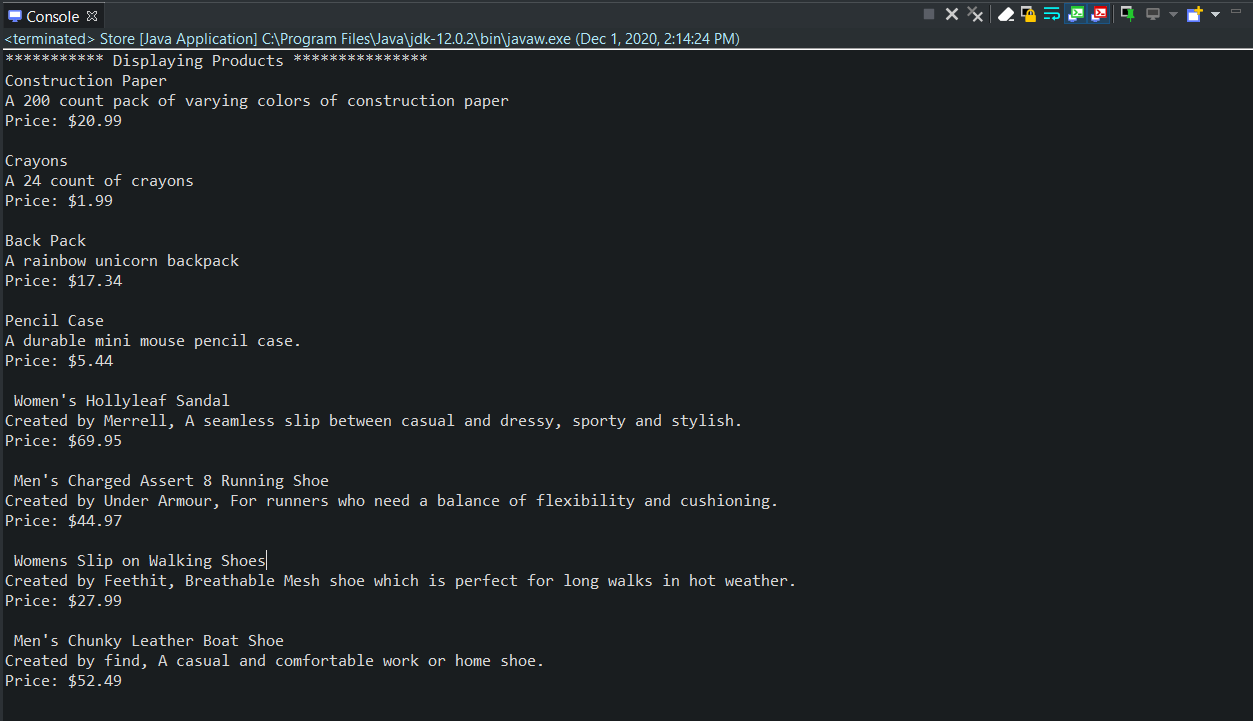 Console
<terminated> Store [Java Application] C:\Program Files\Java\jdk-12.0.2\bin\javaw.exe (Dec 1, 2020, 2:14:24 PM)
*********** Displaying Products ***************
Construction Paper
A 200 count pack of varying colors of construction paper
Price: $20.99

Crayons
A 24 count of crayons
Price: $1.99

Back Pack
A rainbow unicorn backpack
Price: $17.34

Pencil Case
A durable mini mouse pencil case.
Price: $5.44

 Women's Hollyleaf Sandal
Created by Merrell, A seamless slip between casual and dressy, sporty and stylish.
Price: $69.95

 Men's Charged Assert 8 Running Shoe
Created by Under Armour, For runners who need a balance of flexibility and cushioning.
Price: $44.97

 Womens Slip on Walking Shoes
Created by Feethit, Breathable Mesh shoe which is perfect for long walks in hot weather.
Price: $27.99

 Men's Chunky Leather Boat Shoe
Created by find, A casual and comfortable work or home shoe.
Price: $52.49